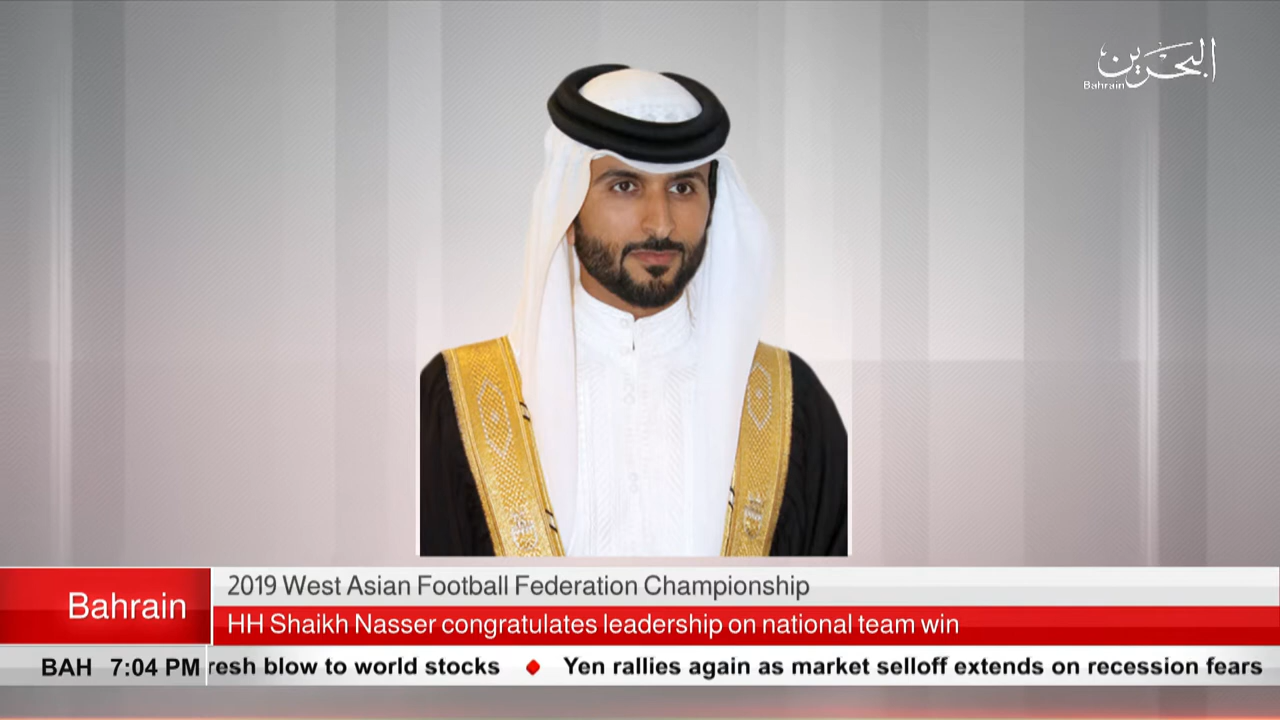 البحرين
Bahrain
2019 West Asian Football Federation Championship
Bahrain
HH Shaikh Nasser congratulates leadership on national team win
BAH 7:04 PM resh blow to world stocks Yen rallies again as market selloff extends on recession fears